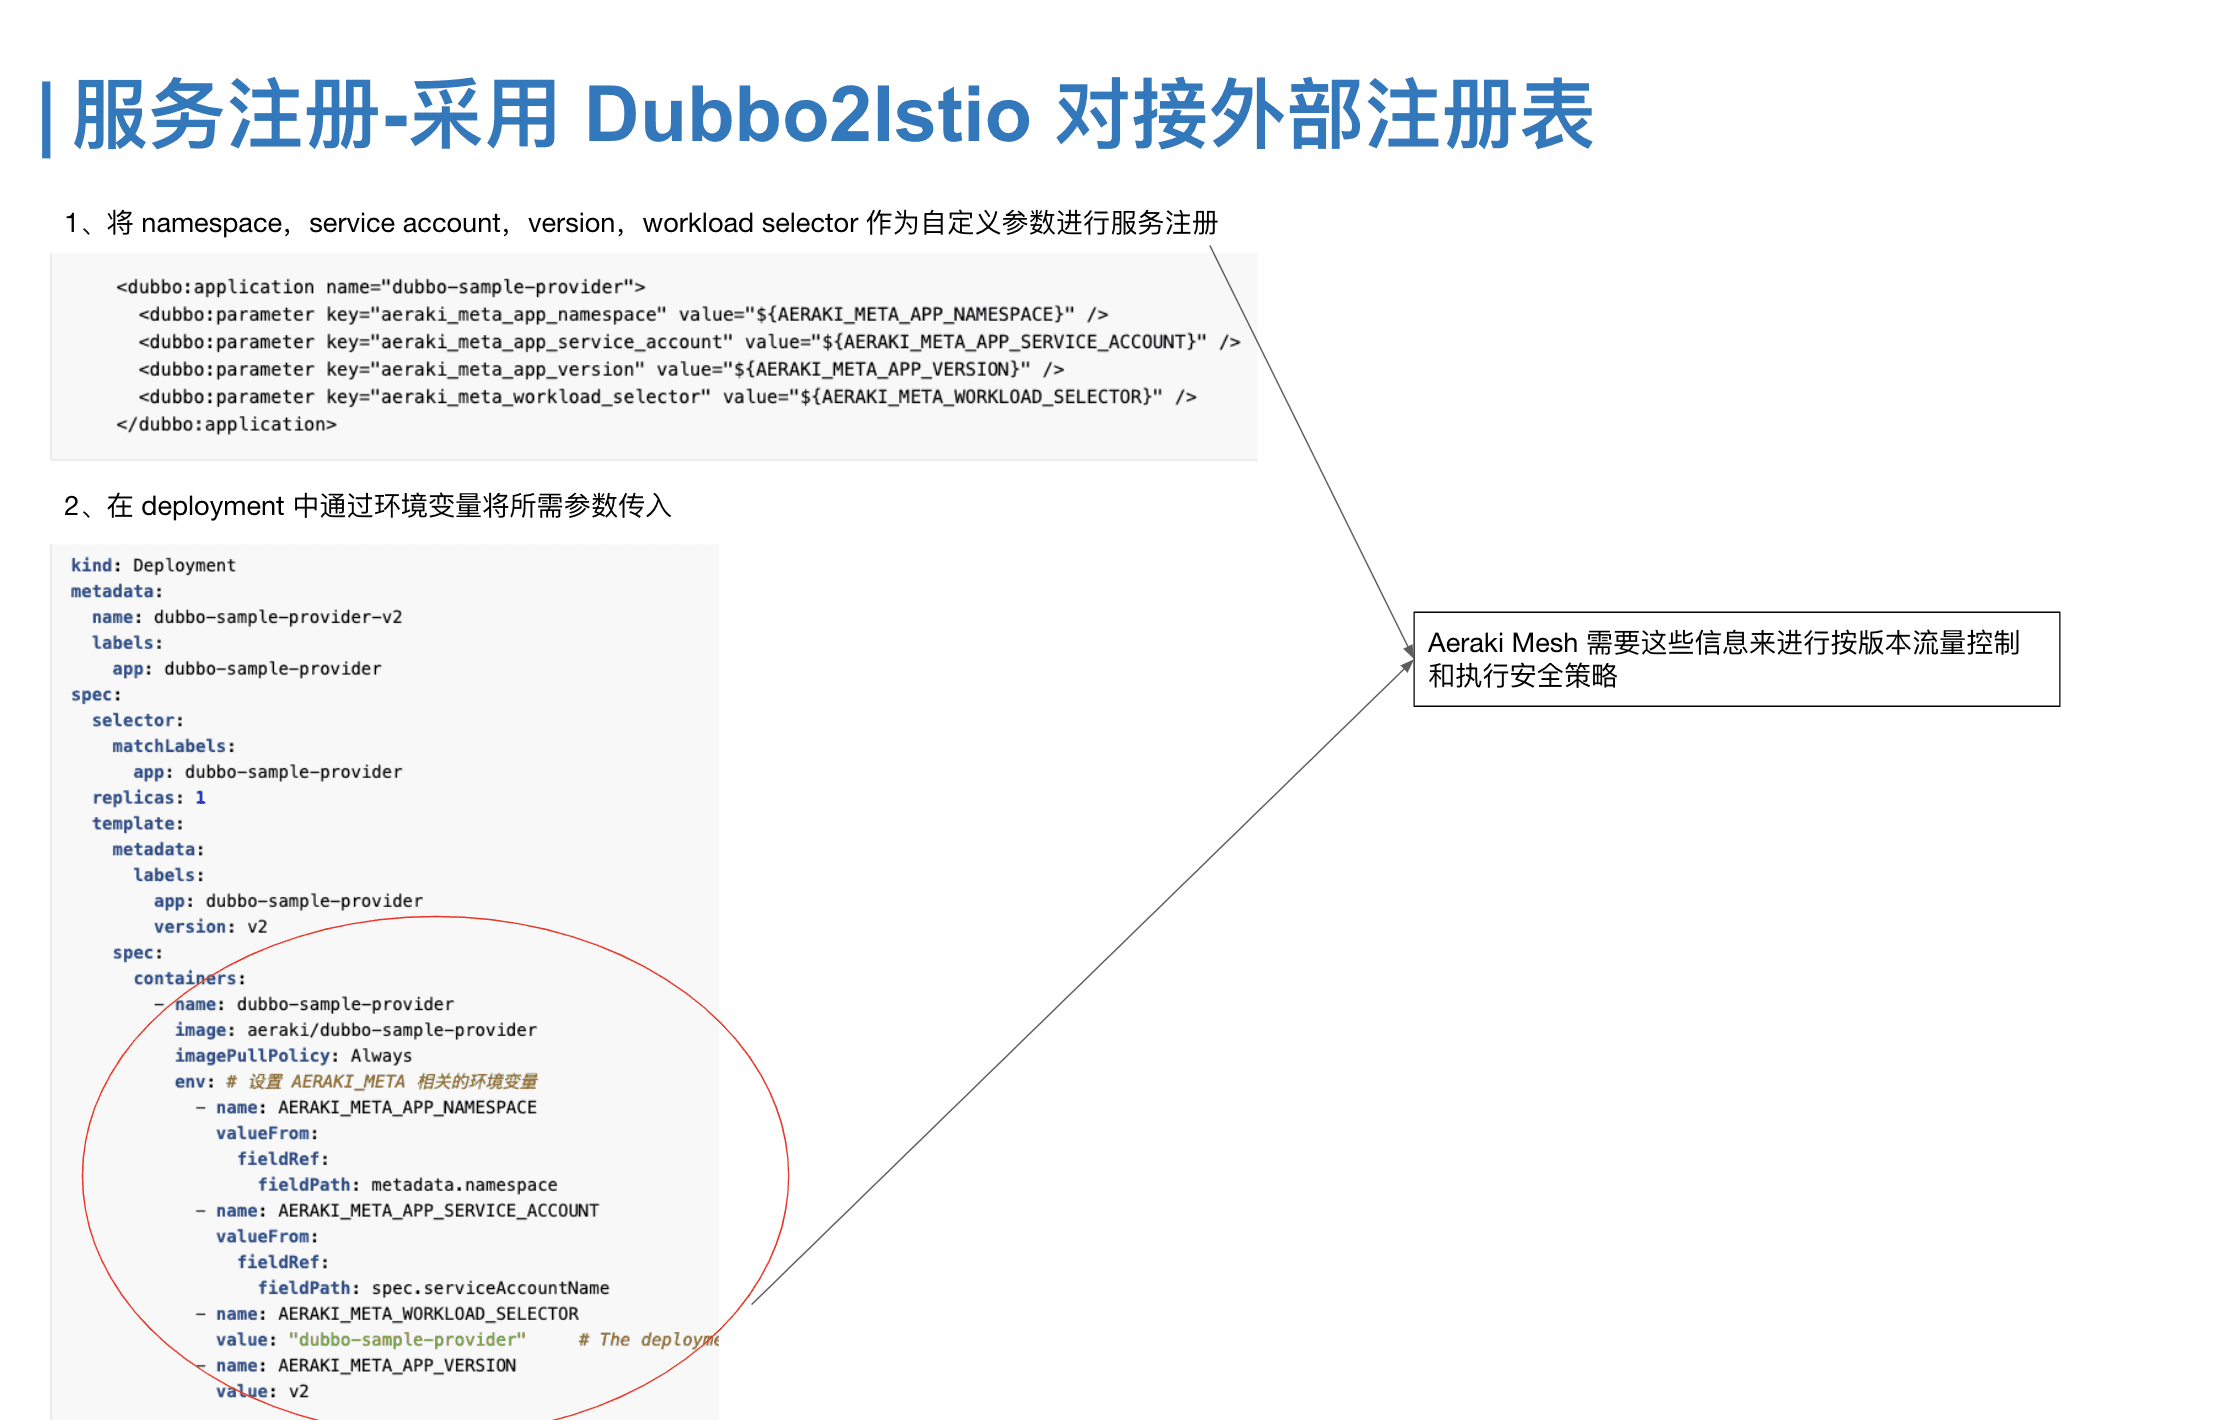 服务注册-采用 Dubbo2Istio 对接外部注册表
1、将 namespace，service account，version，workload selector 作为自定义参数进行服务注册
<dubbo:application name="dubbo-sample-provider">
<dubbo:parameter key="aeraki_meta_app_namespace" value="${AERAKI_META_APP_NAMESPACE}" />
<dubbo:parameter key="aeraki_meta_app_service_account" value="${AERAKI_META_APP_SERVICE_ACCOUNT}" />
<dubbo:parameter key="aeraki_meta_app_version" value="${AERAKI_META_APP_VERSION}" />
<dubbo:parameter key="aeraki_meta_workload_selector" value="${AERAKI_META_WORKLOAD_SELECTOR}" />
</dubbo:application>
2、在 deployment 中通过环境变量将所需参数传入
kind: Deployment
metadata:
name: dubbo-sample-provider-v2
labels:
app: dubbo-sample-provider
spec:
selector:
matchLabels:
app: dubbo-sample-provider
replicas: 1
template:
metadata:
labels:
app: dubbo-sample-provider
version: v2
spec:
containers:
- name: dubbo-sample-provider
image: aeraki/dubbo-sample-provider
imagePullPolicy: Always
env: # 设置 AERAKI_META 相关的环境变量
- name: AERAKI_META_APP_NAMESPACE
valueFrom:
fieldRef:
fieldPath: metadata.namespace
- name: AERAKI_META_APP_SERVICE_ACCOUNT
valueFrom:
fieldRef:
fieldPath: spec.serviceAccountName
- name: AERAKI_META_WORKLOAD_SELECTOR
value: "dubbo-sample-provider" # The
- name: AERAKI_META_APP_VERSION
value: v2
Aeraki Mesh 需要这些信息来进行按版本流量控制
和执行安全策略